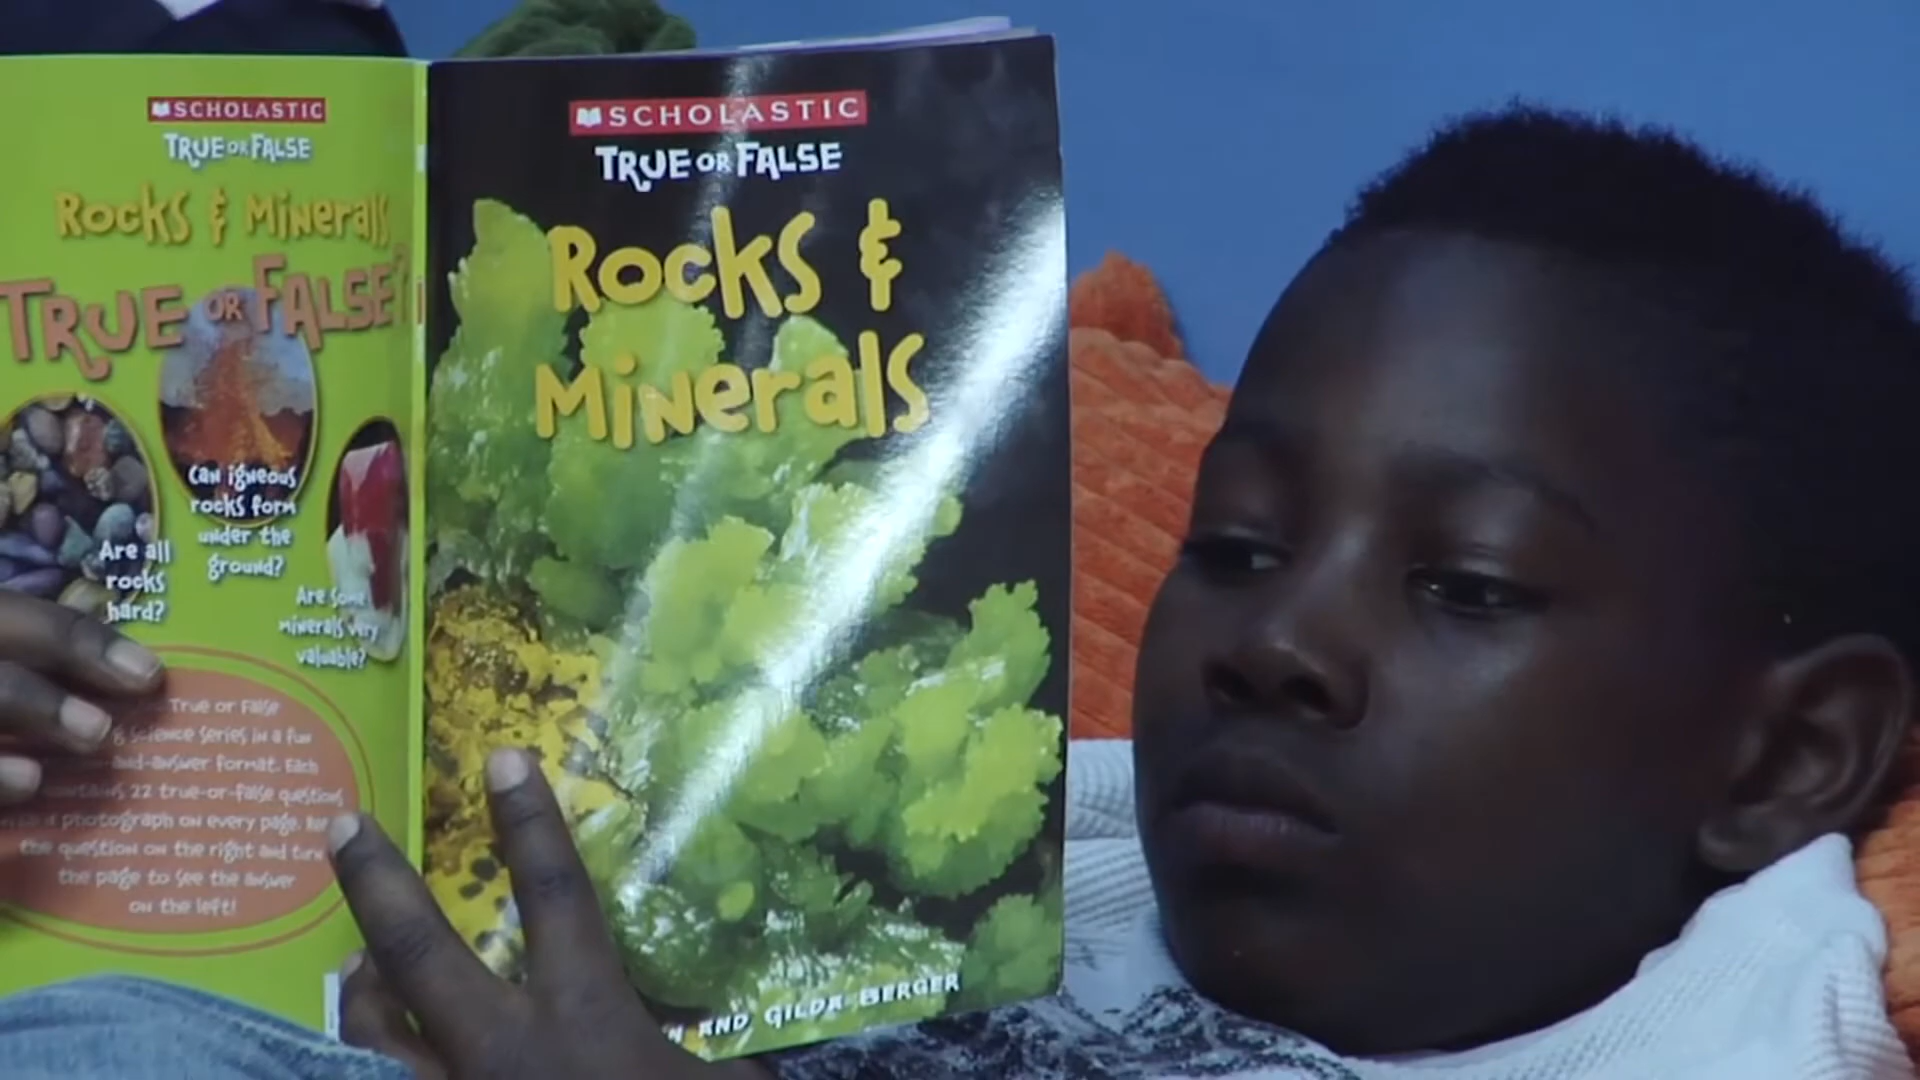 SCHOLASTIC
TRUE OR FALSE
Rocks & Minerals
TRUE OR FALSE?
Can igneous
rocks form
under the
ground?
Are all
rocks
hard?
Are some
minerals very
valuable?
True or False
science series in a fun
-and-answer format. Each
contains 22 true-or-false questions
photograph on every page.
the question on the right and turn
the page to see the answer
on the left!
SCHOLASTIC
TRUE OR FALSE
Rocks &
Minerals
AND GILDA BERGER